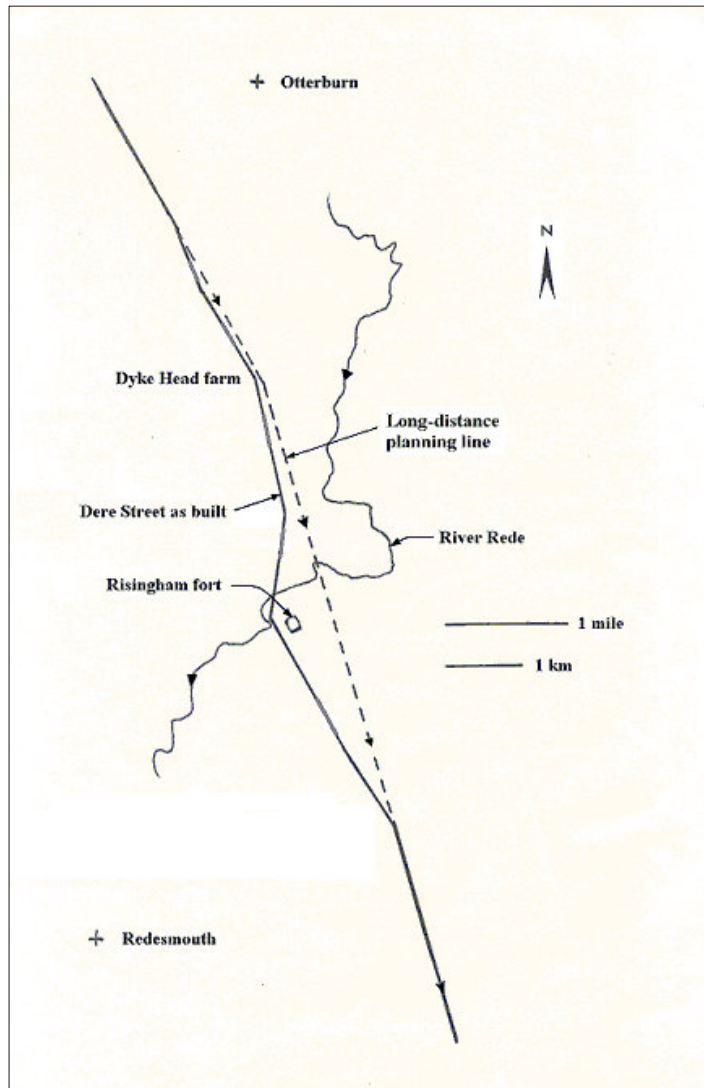 Otterburn
N
Dyke Head farm
Long-distance
planning line
Dere Street as built
River Rede
Risingham fort
1 mile
1 km
Redesmouth